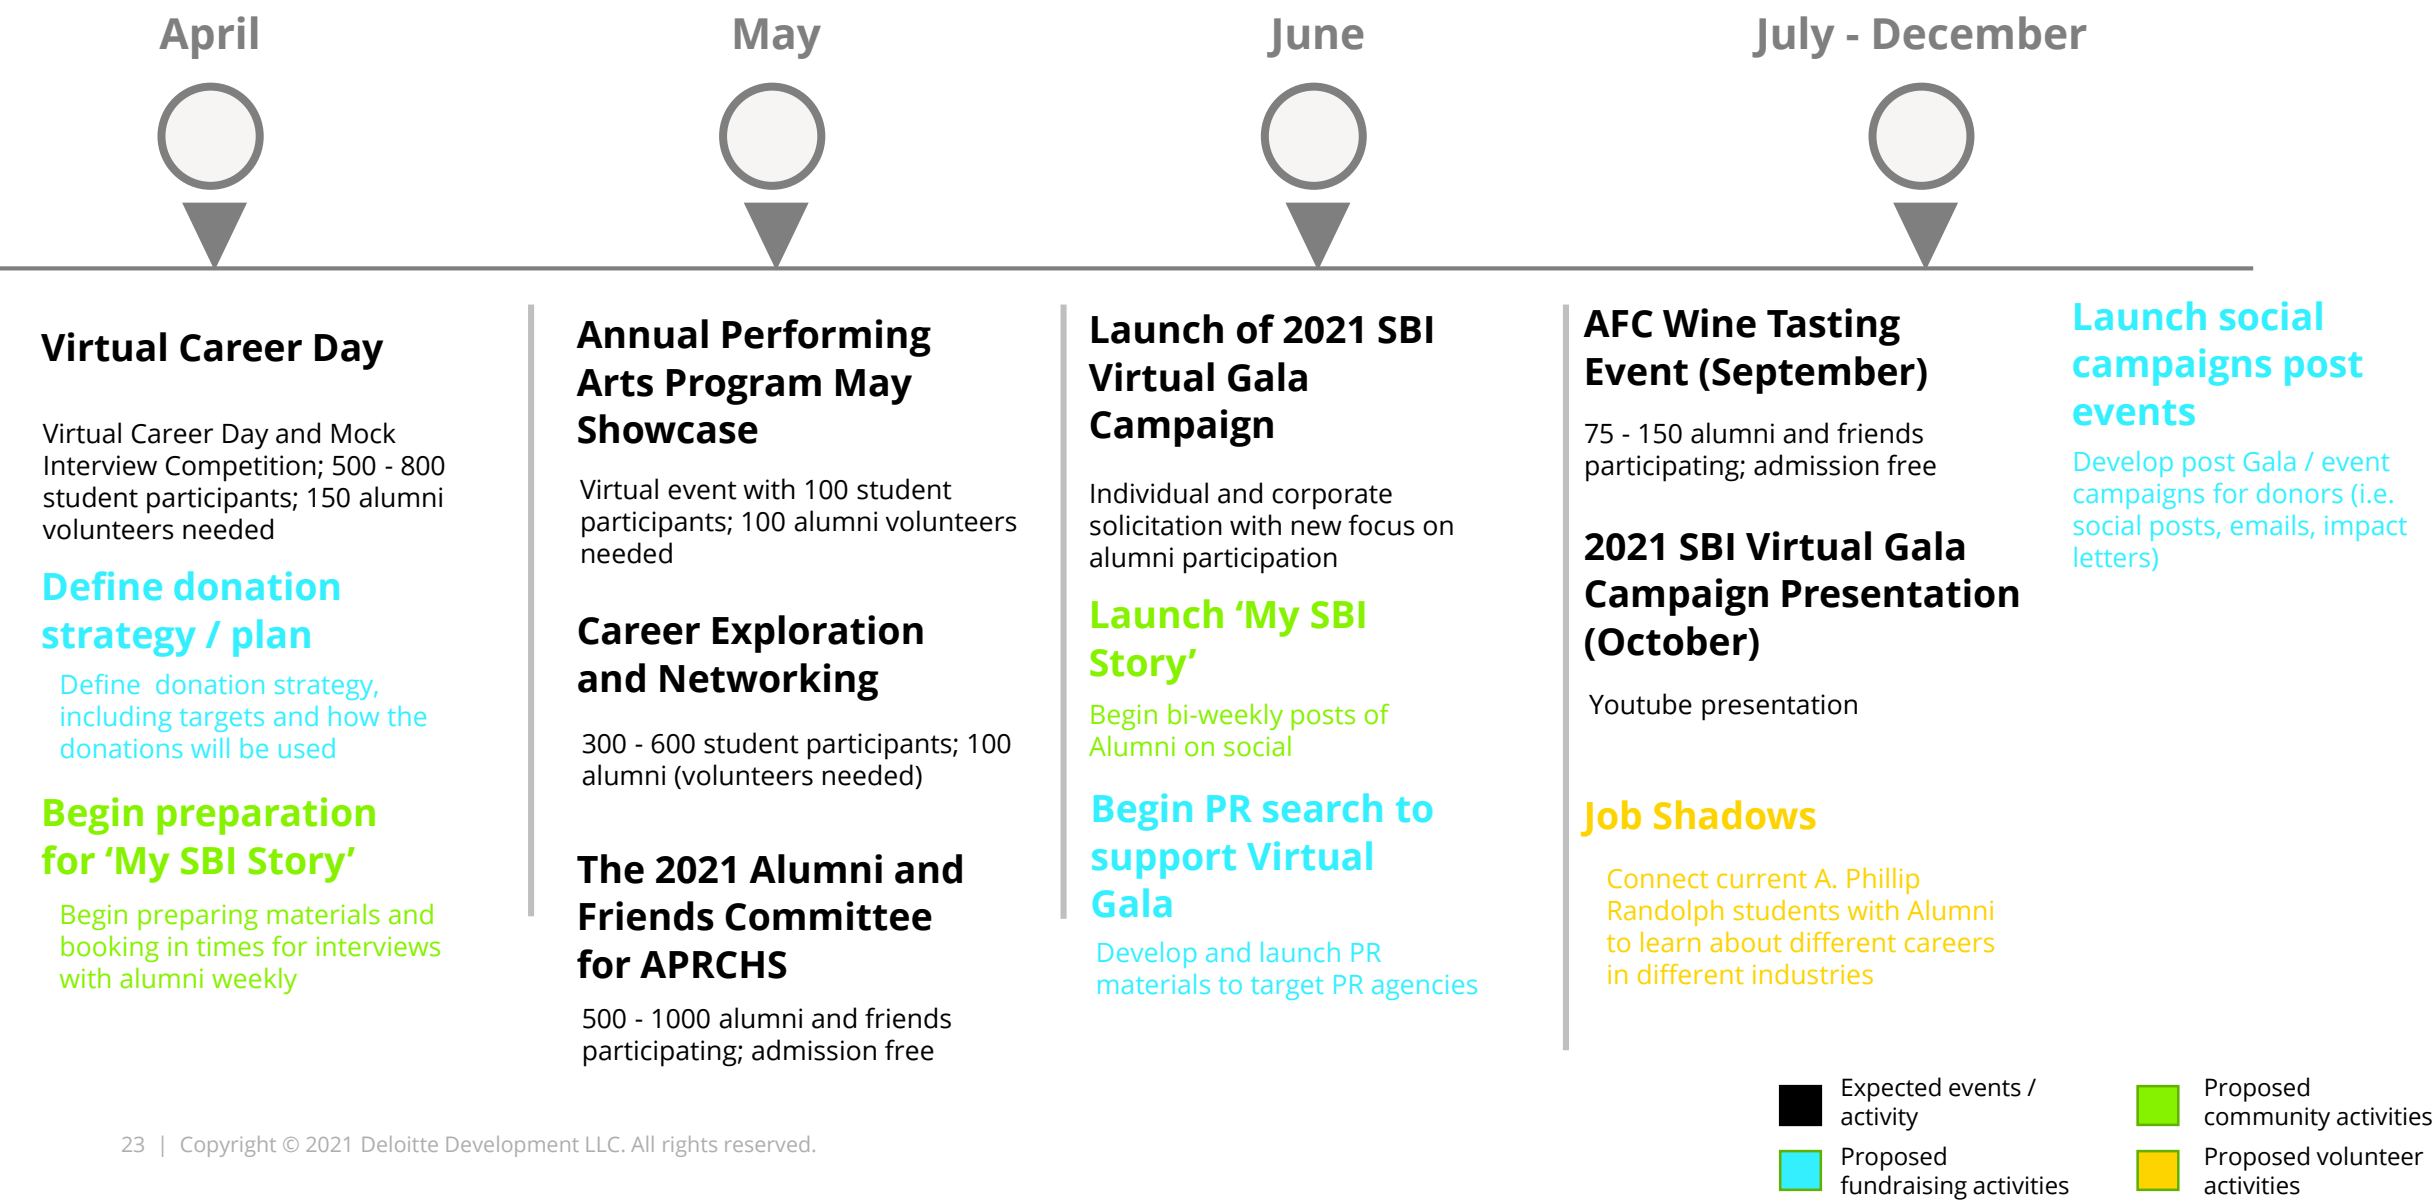 April
May
June
July - December
Virtual Career Day
Virtual Career Day and Mock
Interview Competition; 500 - 800
student participants; 150 alumni
volunteers needed
Define donation
strategy / plan
Define  donation strategy,
including targets and how the
donations will be used
Begin preparation
for ‘My SBI Story’
Begin preparing materials and
booking in times for interviews
with alumni weekly
Annual Performing
Arts Program May
Showcase
Virtual event with 100 student
participants; 100 alumni volunteers
needed
Career Exploration
and Networking
300 - 600 student participants; 100
alumni (volunteers needed)
The 2021 Alumni and
Friends Committee
for APRCHS
500 - 1000 alumni and friends
participating; admission free
Launch of 2021 SBI
Virtual Gala
Campaign
Individual and corporate
solicitation with new focus on
alumni participation
Launch ‘My SBI
Story’
Begin bi-weekly posts of
Alumni on social
Begin PR search to
support Virtual
Gala
Develop and launch PR
materials to target PR agencies
AFC Wine Tasting
Event (September)
75 - 150 alumni and friends
participating; admission free
2021 SBI Virtual Gala
Campaign Presentation
(October)
Youtube presentation
Job Shadows
Connect current A. Phillip
Randolph students with Alumni
to learn about different careers
in different industries
Launch social
campaigns post
events
Develop post Gala / event
campaigns for donors (i.e.
social posts, emails, impact
letters)
Expected events /
activity
Proposed
fundraising activities
Proposed
community activities
Proposed volunteer
activities
23 | Copyright © 2021 Deloitte Development LLC. All rights reserved.